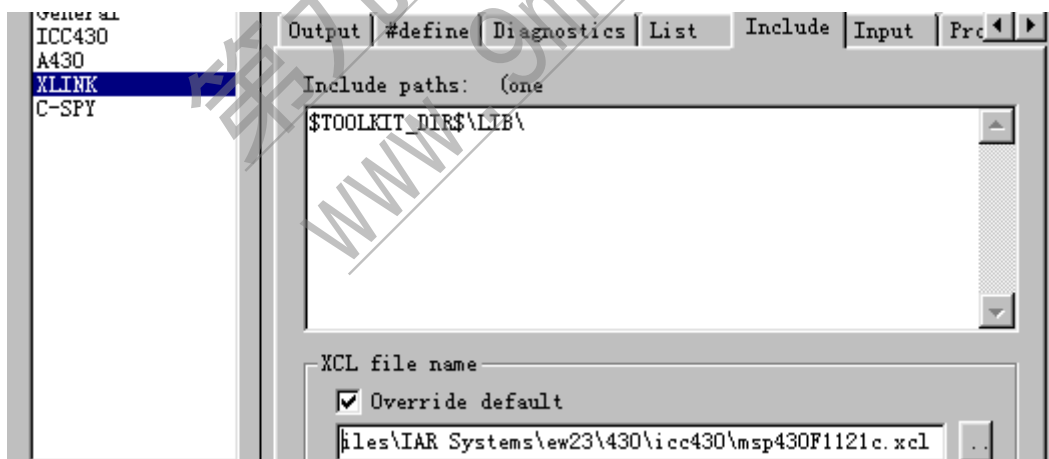 General
ICC430
A430
XLINK
C-SPY
Output #define Diagnostics List Include Input
Include paths: (one
$TOOLKIT_DIR$\LIB\
XCL file name
Override default
iles\IAR Systems\ew23\430\icc430\msp430F1121c.xcl ..